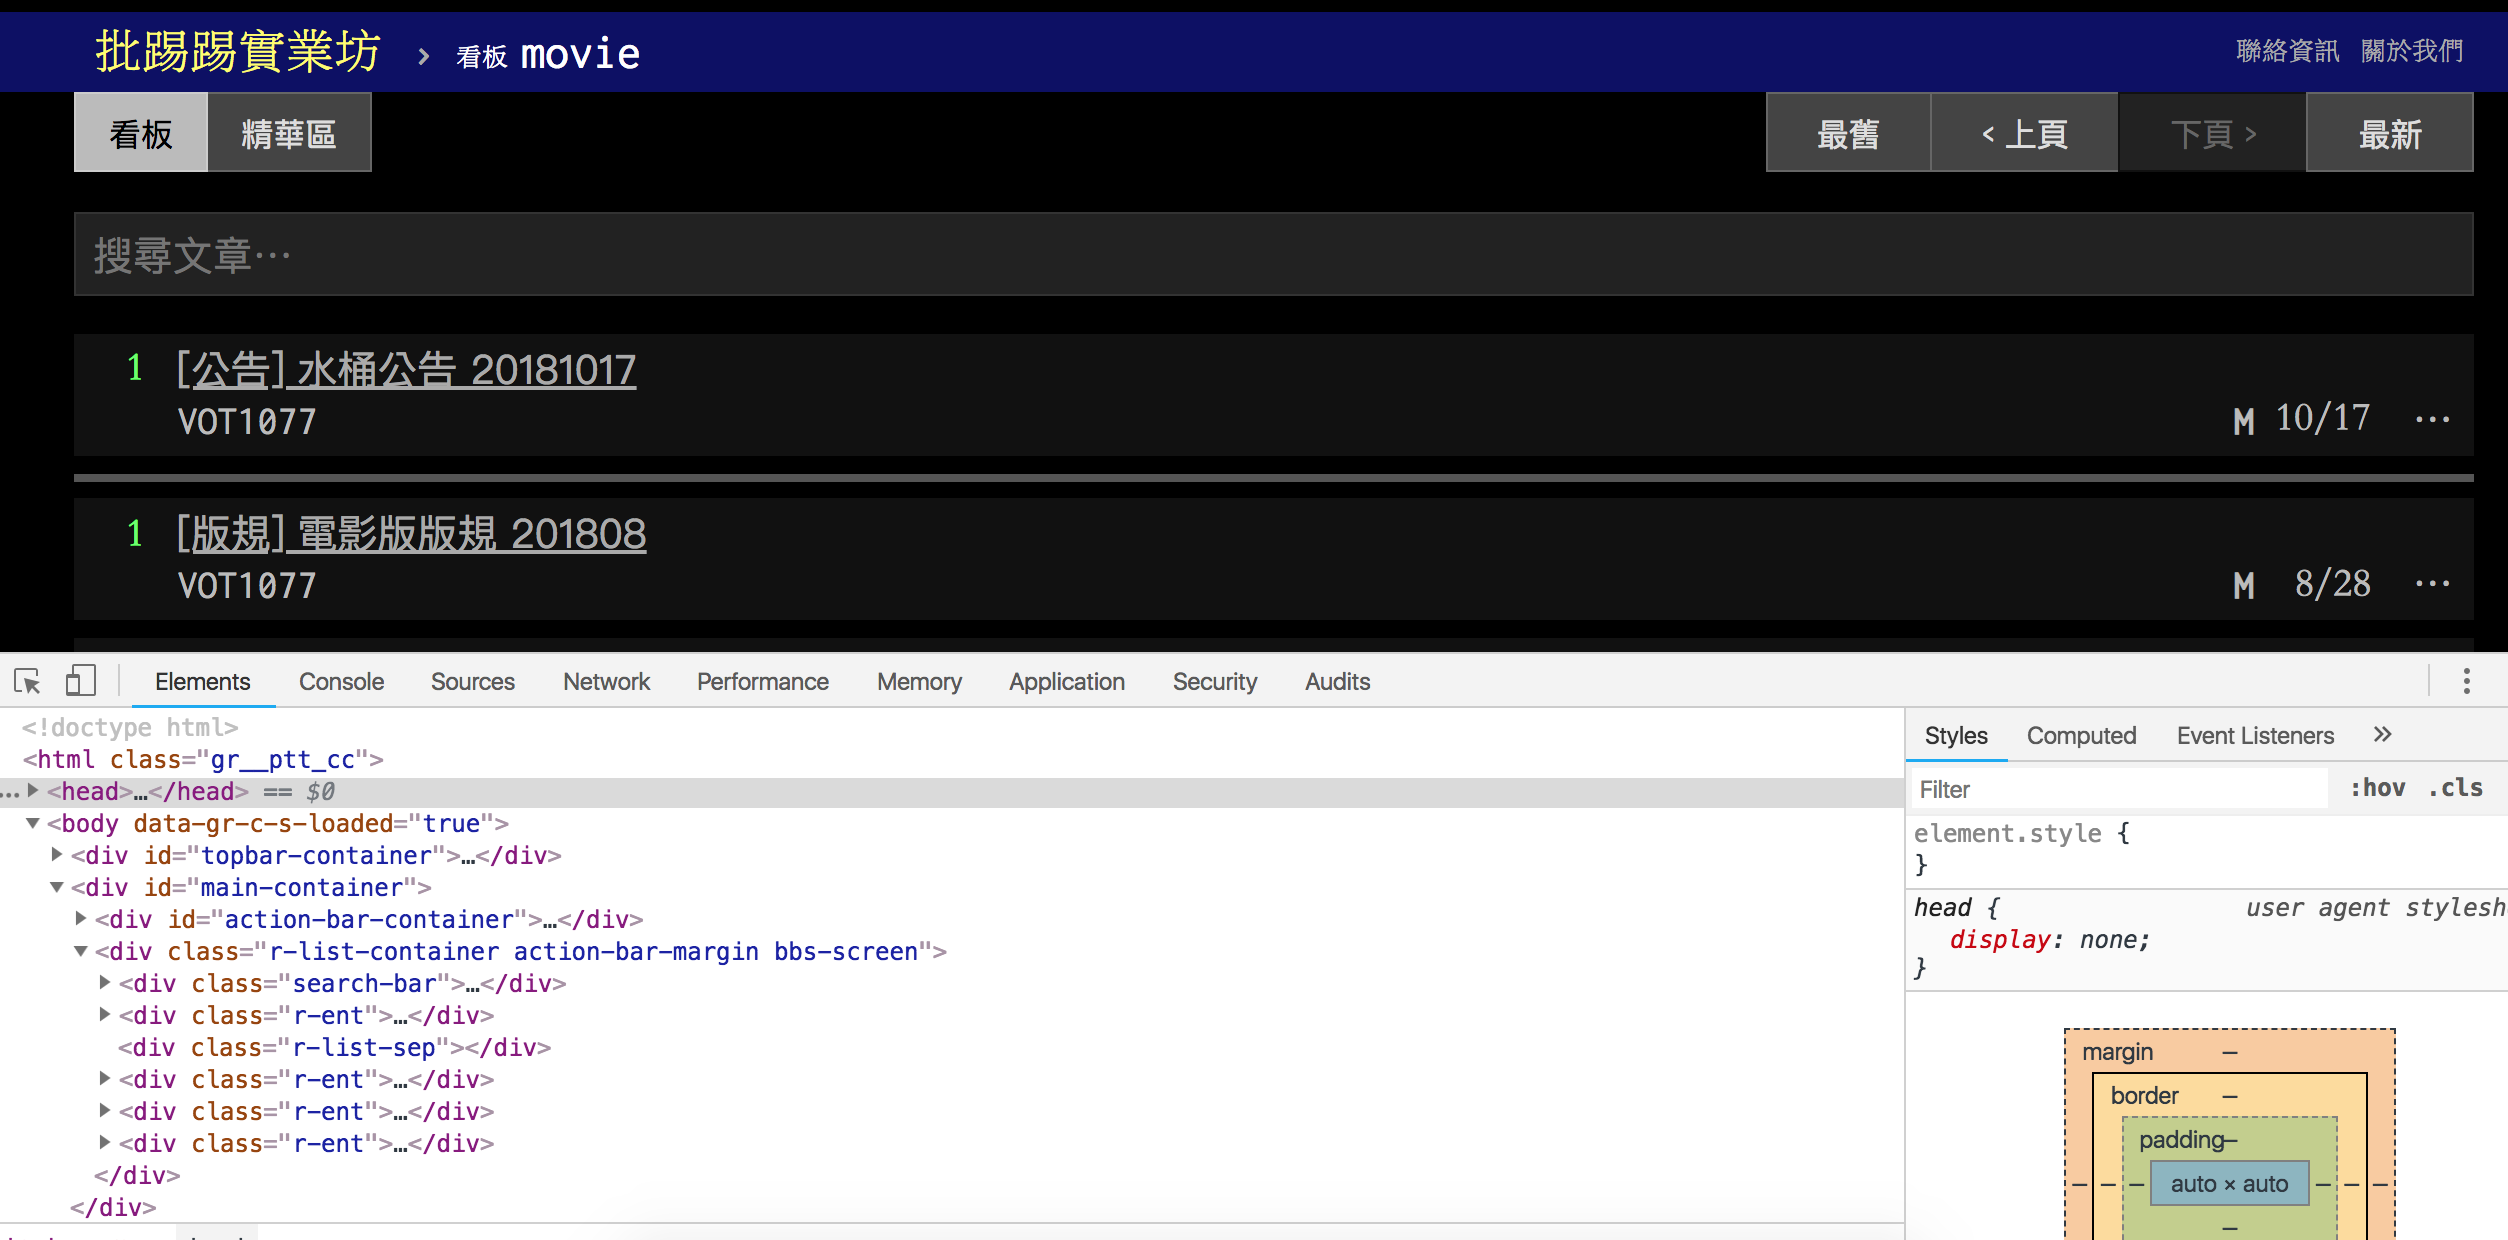 批踢踢實業坊 › 看板 movie 聯絡資訊 關於我們
看板 精華區 最舊 ‹ 上頁 下頁 › 最新
搜尋文章⋯
1 [公告] 水桶公告 20181017
VOT1077 M 10/17 ⋯
1 [版規] 電影版版規 201808
VOT1077 M 8/28 ⋯
Elements Console Sources Network Performance Memory Application Security Audits
<!doctype html>
<html class="gr__ptt_cc">
… <head>…</head> == $0
<body data-gr-c-s-loaded="true">
<div id="topbar-container">…</div>
<div id="main-container">
<div id="action-bar-container">…</div>
<div class="r-list-container action-bar-margin bbs-screen">
<div class="search-bar">…</div>
<div class="r-ent">…</div>
<div class="r-list-sep"></div>
<div class="r-ent">…</div>
<div class="r-ent">…</div>
<div class="r-ent">…</div>
</div>
</div>
Styles Computed Event Listeners »
Filter :hov .cls
element.style {
}
head { user agent stylesh
display: none;
}
margin –
border –
padding –
– – – auto × auto – – –
–